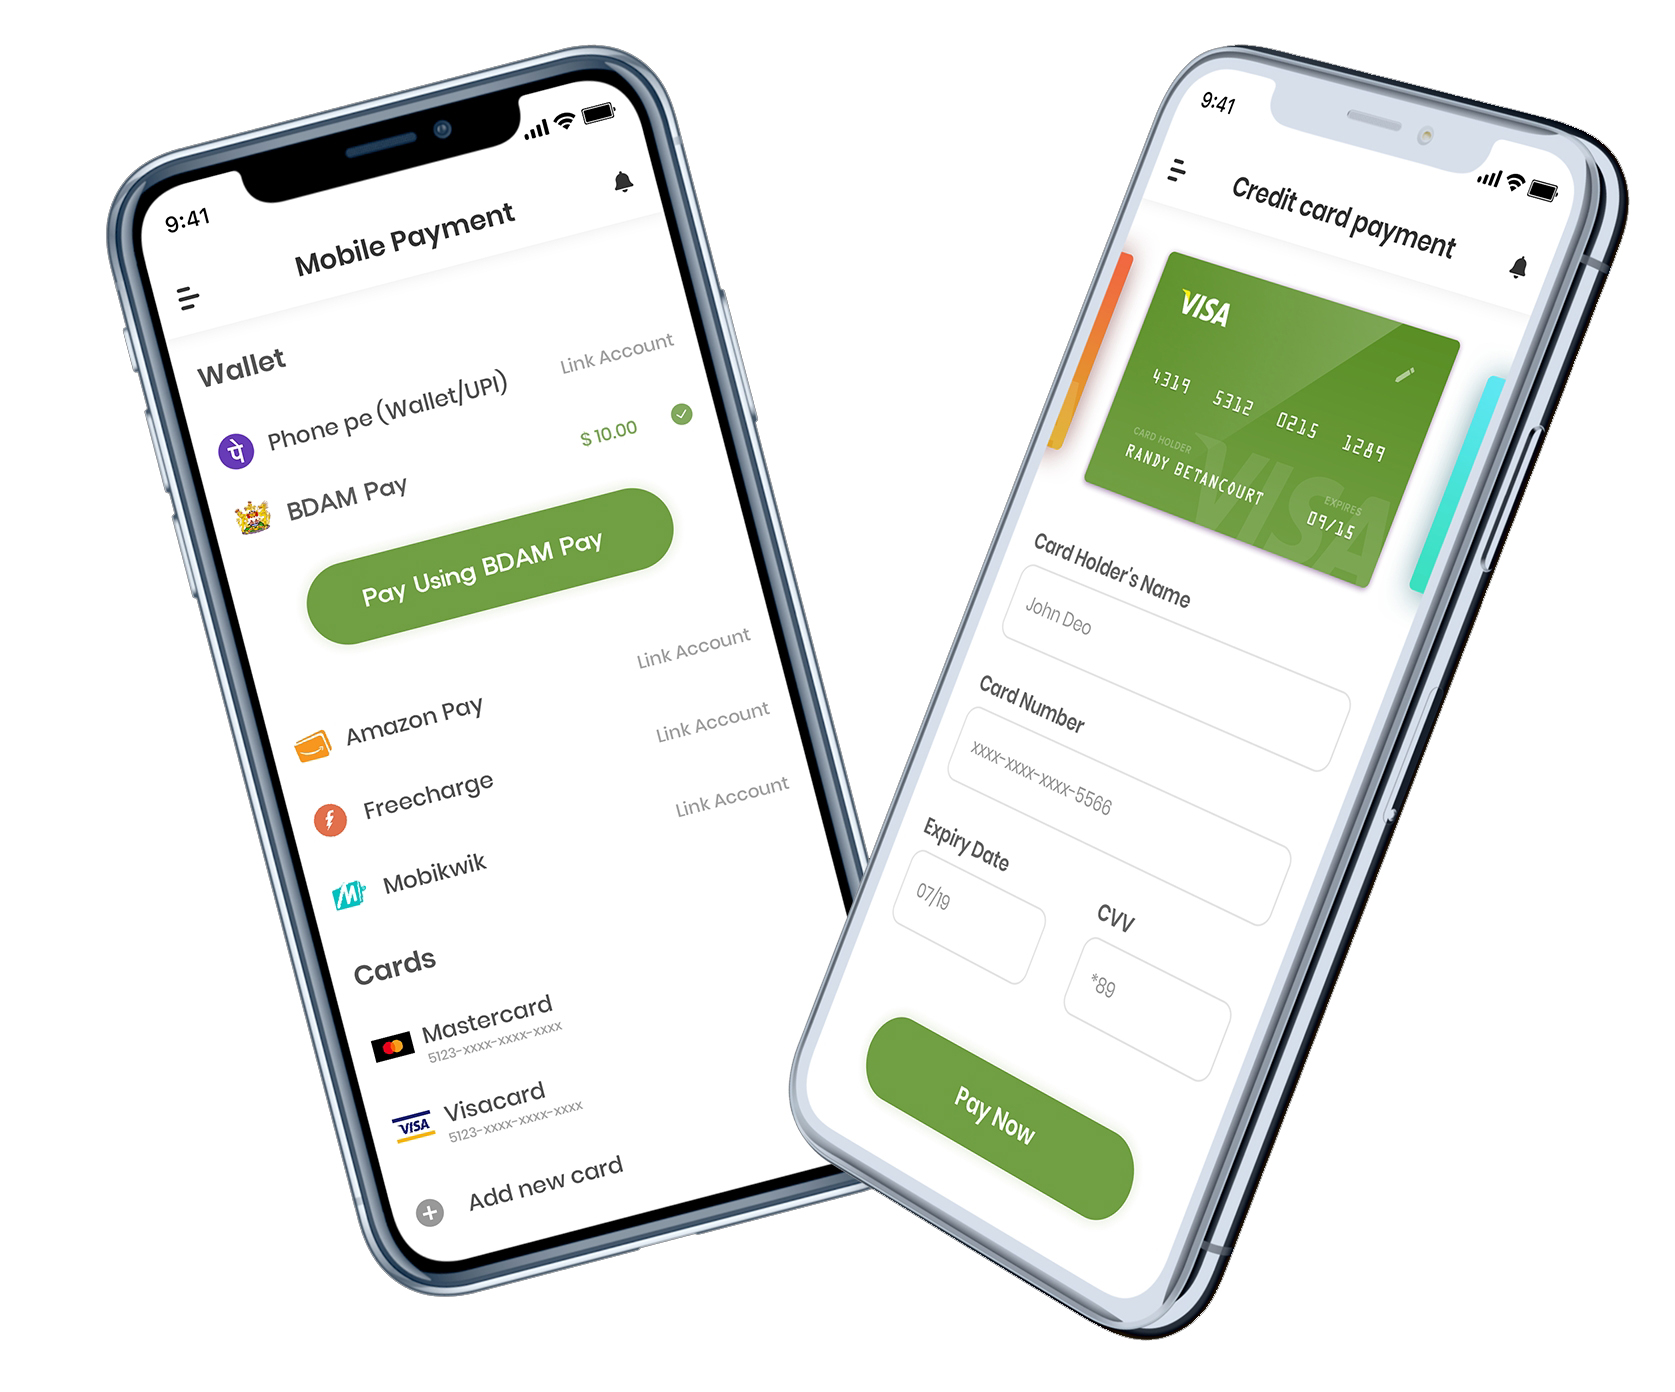 9:41
Mobile Payment
Wallet
Phone pe (Wallet/UPI)
Link Account
BDAM Pay
$ 10.00
Pay Using BDAM Pay
Amazon Pay
Link Account
Freecharge
Link Account
Mobikwik
Link Account
Cards
Mastercard
5123-xxxx-xxxx-xxxx
VISA
Visacard
5123-xxxx-xxxx-xxxx
Add new card
9:41
Credit card payment
VISA
4319 5312 0215 1289
CARD HOLDER
RANDY BETANCOURT
EXPIRES
09/15
VISA
Card Holder's Name
John Deo
Card Number
xxxx-xxxx-xxxx-5566
Expiry Date
07/19
CVV
*89
Pay Now